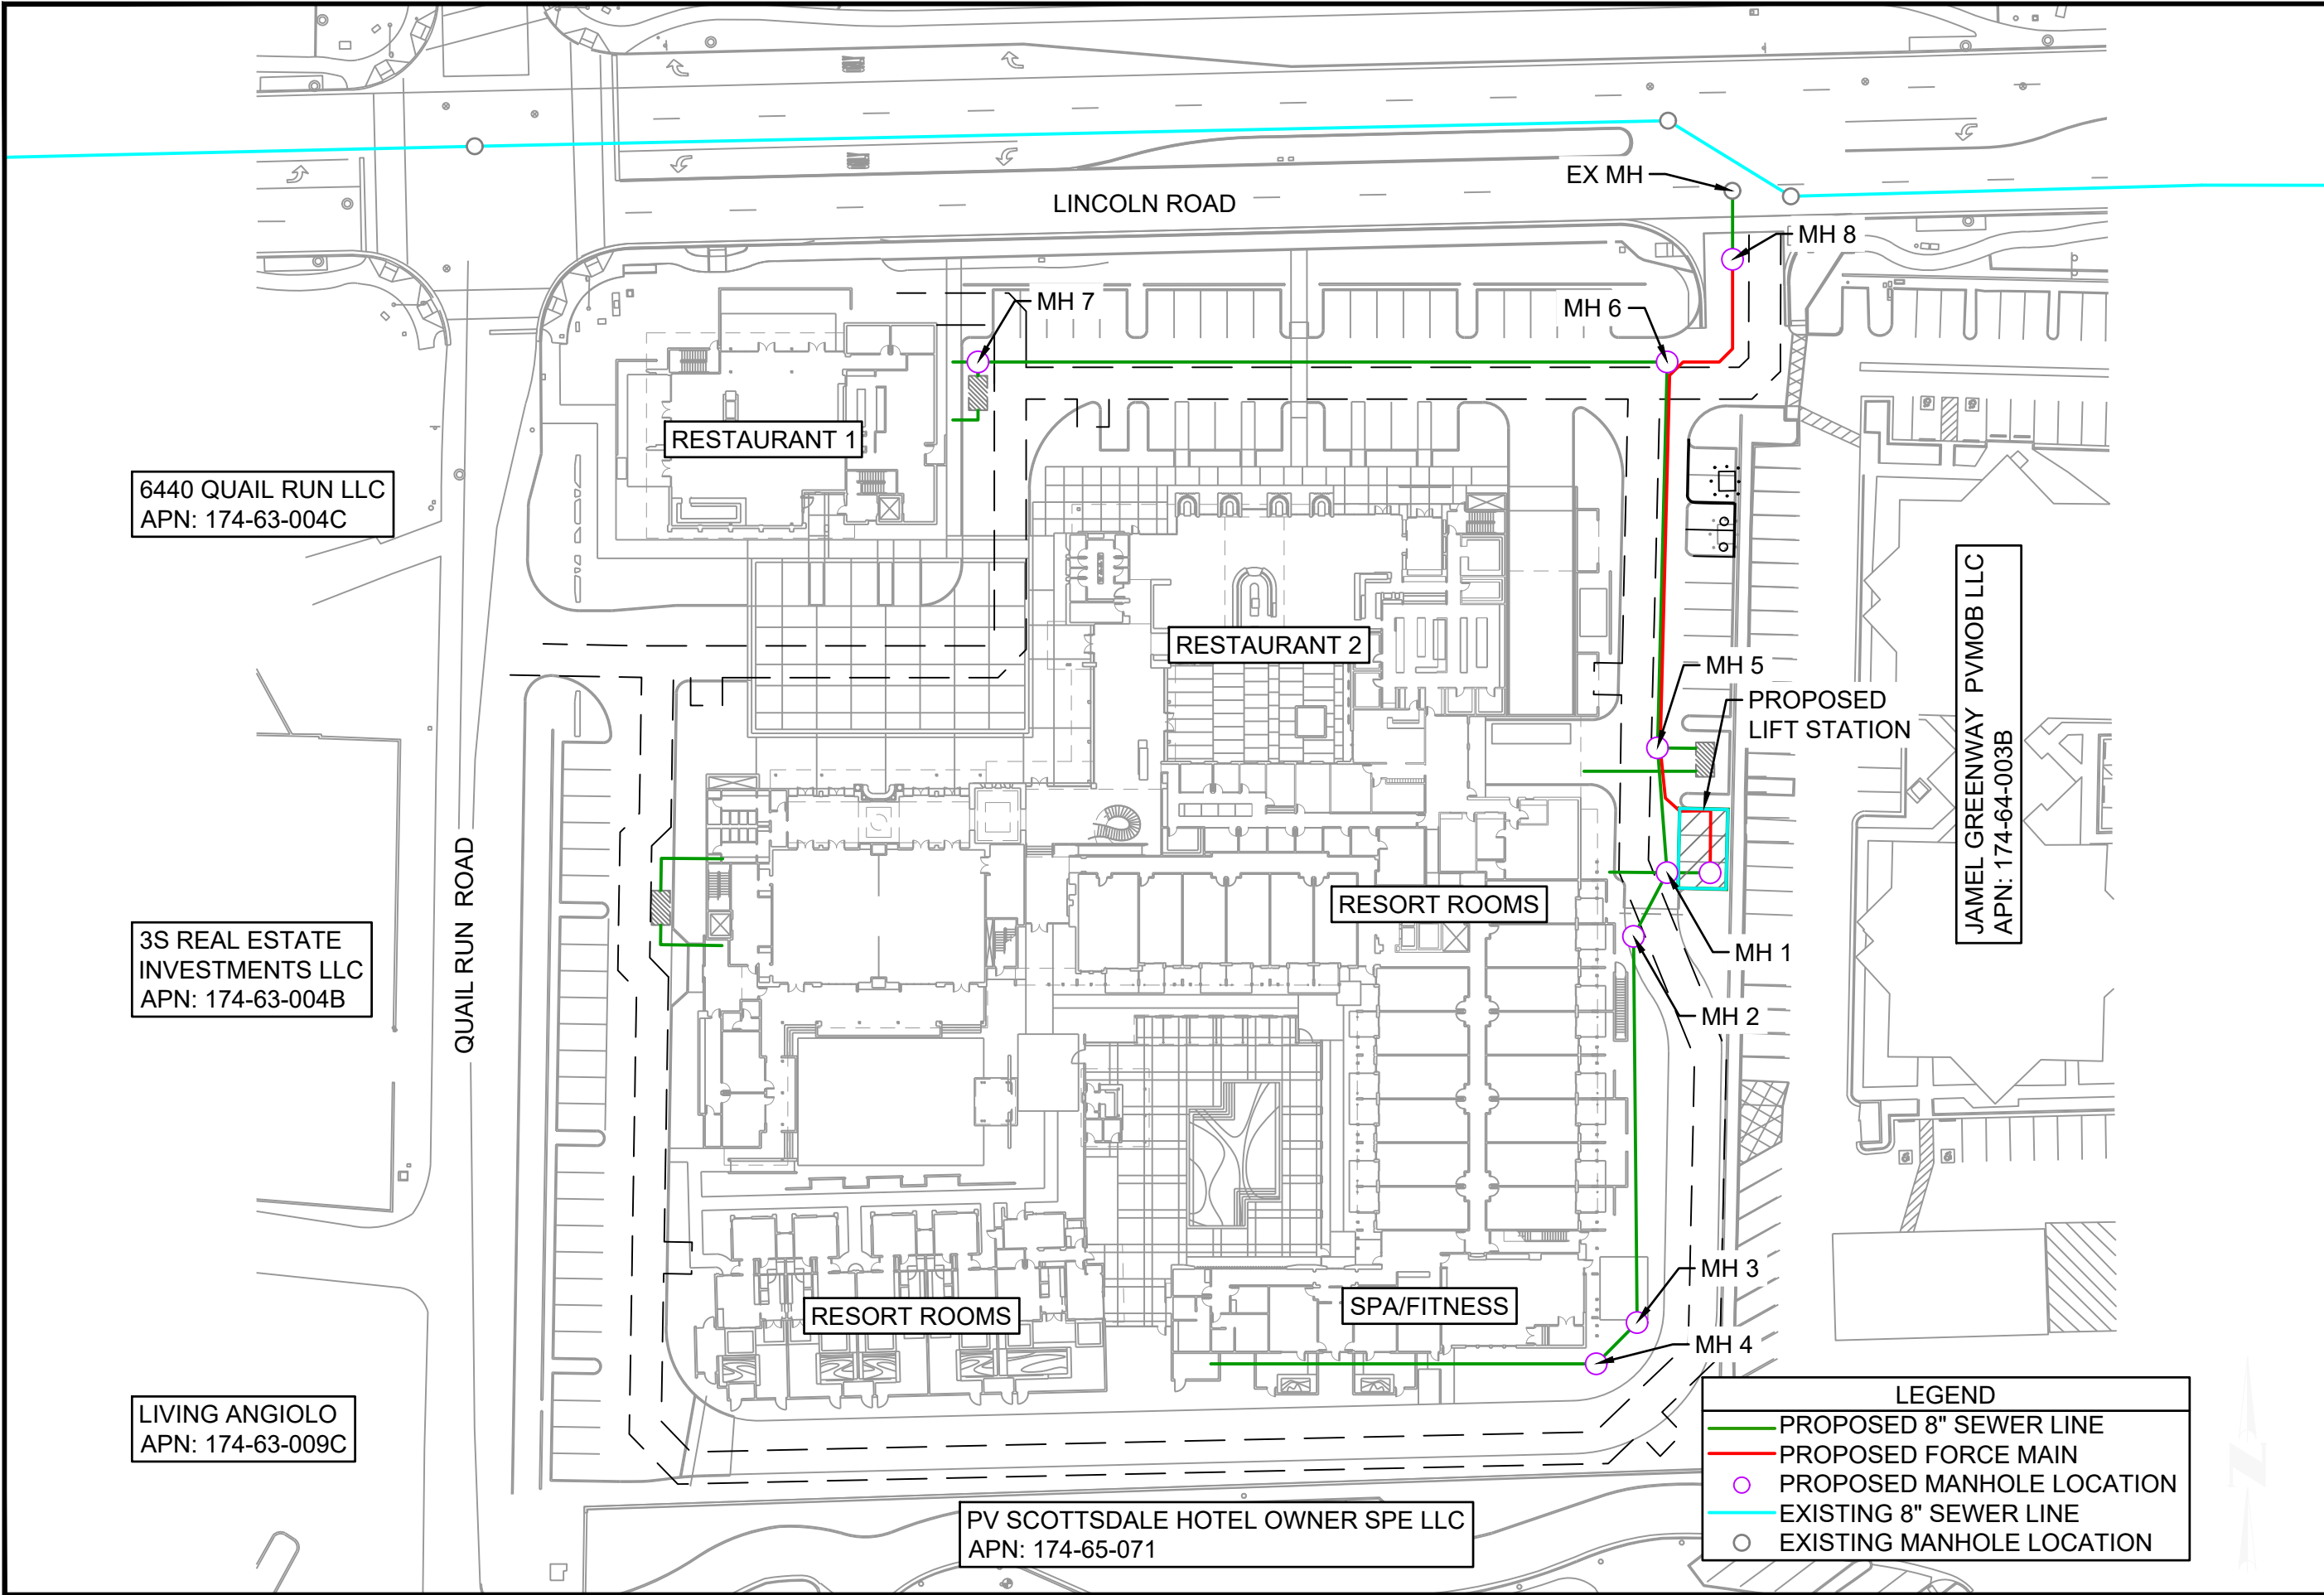 EX MH
LINCOLN ROAD
MH 8
MH 7
MH 6
RESTAURANT 1
6440 QUAIL RUN LLC
APN: 174-63-004C
RESTAURANT 2
MH 5
PROPOSED
LIFT STATION
JAMEL GREENWAY PVMOB LLC
APN: 174-64-003B
QUAIL RUN ROAD
RESORT ROOMS
3S REAL ESTATE
INVESTMENTS LLC
APN: 174-63-004B
MH 1
MH 2
MH 3
RESORT ROOMS
SPA/FITNESS
MH 4
LIVING ANGIOLO
APN: 174-63-009C
LEGEND
PROPOSED 8" SEWER LINE
PROPOSED FORCE MAIN
PROPOSED MANHOLE LOCATION
EXISTING 8" SEWER LINE
EXISTING MANHOLE LOCATION
PV SCOTTSDALE HOTEL OWNER SPE LLC
APN: 174-65-071
N